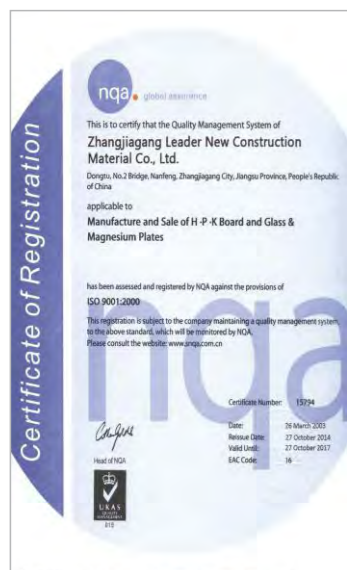 Certificate of Registration
nqa.
global assurance
This is to certify that the Quality Management System of
Zhangjiagang Leader New Construction
Material Co., Ltd.
Dongtu, No.2 Bridge, Nanfeng, Zhangjiagang City, Jiangsu Province, People's Republic
of China
applicable to
Manufacture and Sale of H -P -K Board and Glass &
Magnesium Plates
has been assessed and registered by NQA against the provisions of
ISO 9001:2000
This registration is subject to the company maintaining a quality management system,
to the above standard, which will be monitored by NQA.
Please consult the website: www.snqa.com.cn
nqa
Certificate Number: 15794
Date: 26 March 2003
Reissue Date: 27 October 2014
Valid Until: 27 October 2017
EAC Code: 16
Head of NQA
UKAS
QUALITY
MANAGEMENT
015